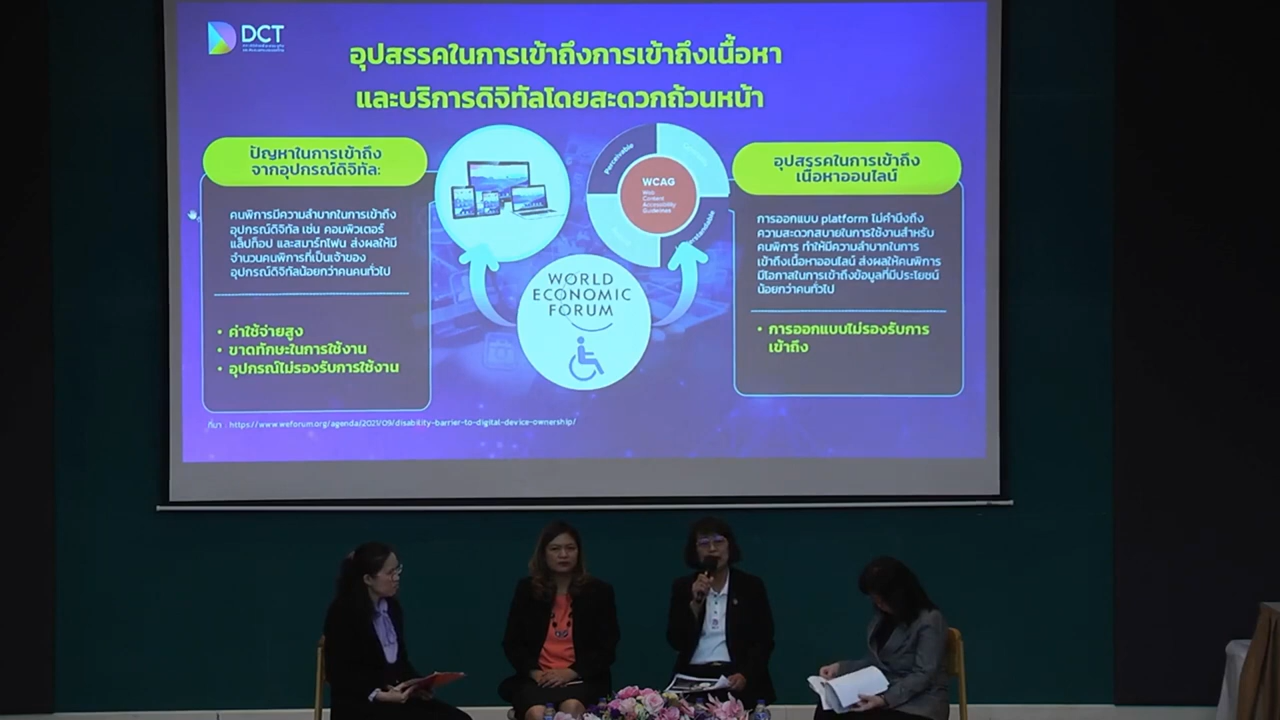 DCT
อุปสรรคในการเข้าถึงการเข้าถึงเนื้อหา
และบริการดิจิทัลโดยสะดวกถ้วนหน้า
ปัญหาในการเข้าถึง
จากอุปกรณ์ดิจิทัล:
คนพิการมีความลำบากในการเข้าถึง
อุปกรณ์ดิจิทัล เช่น คอมพิวเตอร์
แล็ปท็อป และสมาร์ทโฟน ส่งผลให้มี
จำนวนคนพิการที่เป็นเจ้าของ
อุปกรณ์ดิจิทัลน้อยกว่าคนคนทั่วไป
• ค่าใช้จ่ายสูง
• ขาดทักษะในการใช้งาน
• อุปกรณ์ไม่รองรับการใช้งาน
Perceivable
WCAG
Web
Content
Accessibility
Guidelines
WORLD
ECONOMIC
FORUM
อุปสรรคในการเข้าถึง
เนื้อหาออนไลน์
การออกแบบ platform ไม่คำนึงถึง
ความสะดวกสบายในการใช้งานสำหรับ
คนพิการ ทำให้มีความลำบากในการ
เข้าถึงเนื้อหาออนไลน์ ส่งผลให้คนพิการ
มีโอกาสในการเข้าถึงข้อมูลที่มีประโยชน์
น้อยกว่าคนทั่วไป
• การออกแบบไม่รองรับการ
เข้าถึง
ที่มา : https://www.weforum.org/agenda/2021/09/disability-barrier-to-digital-device-ownership/